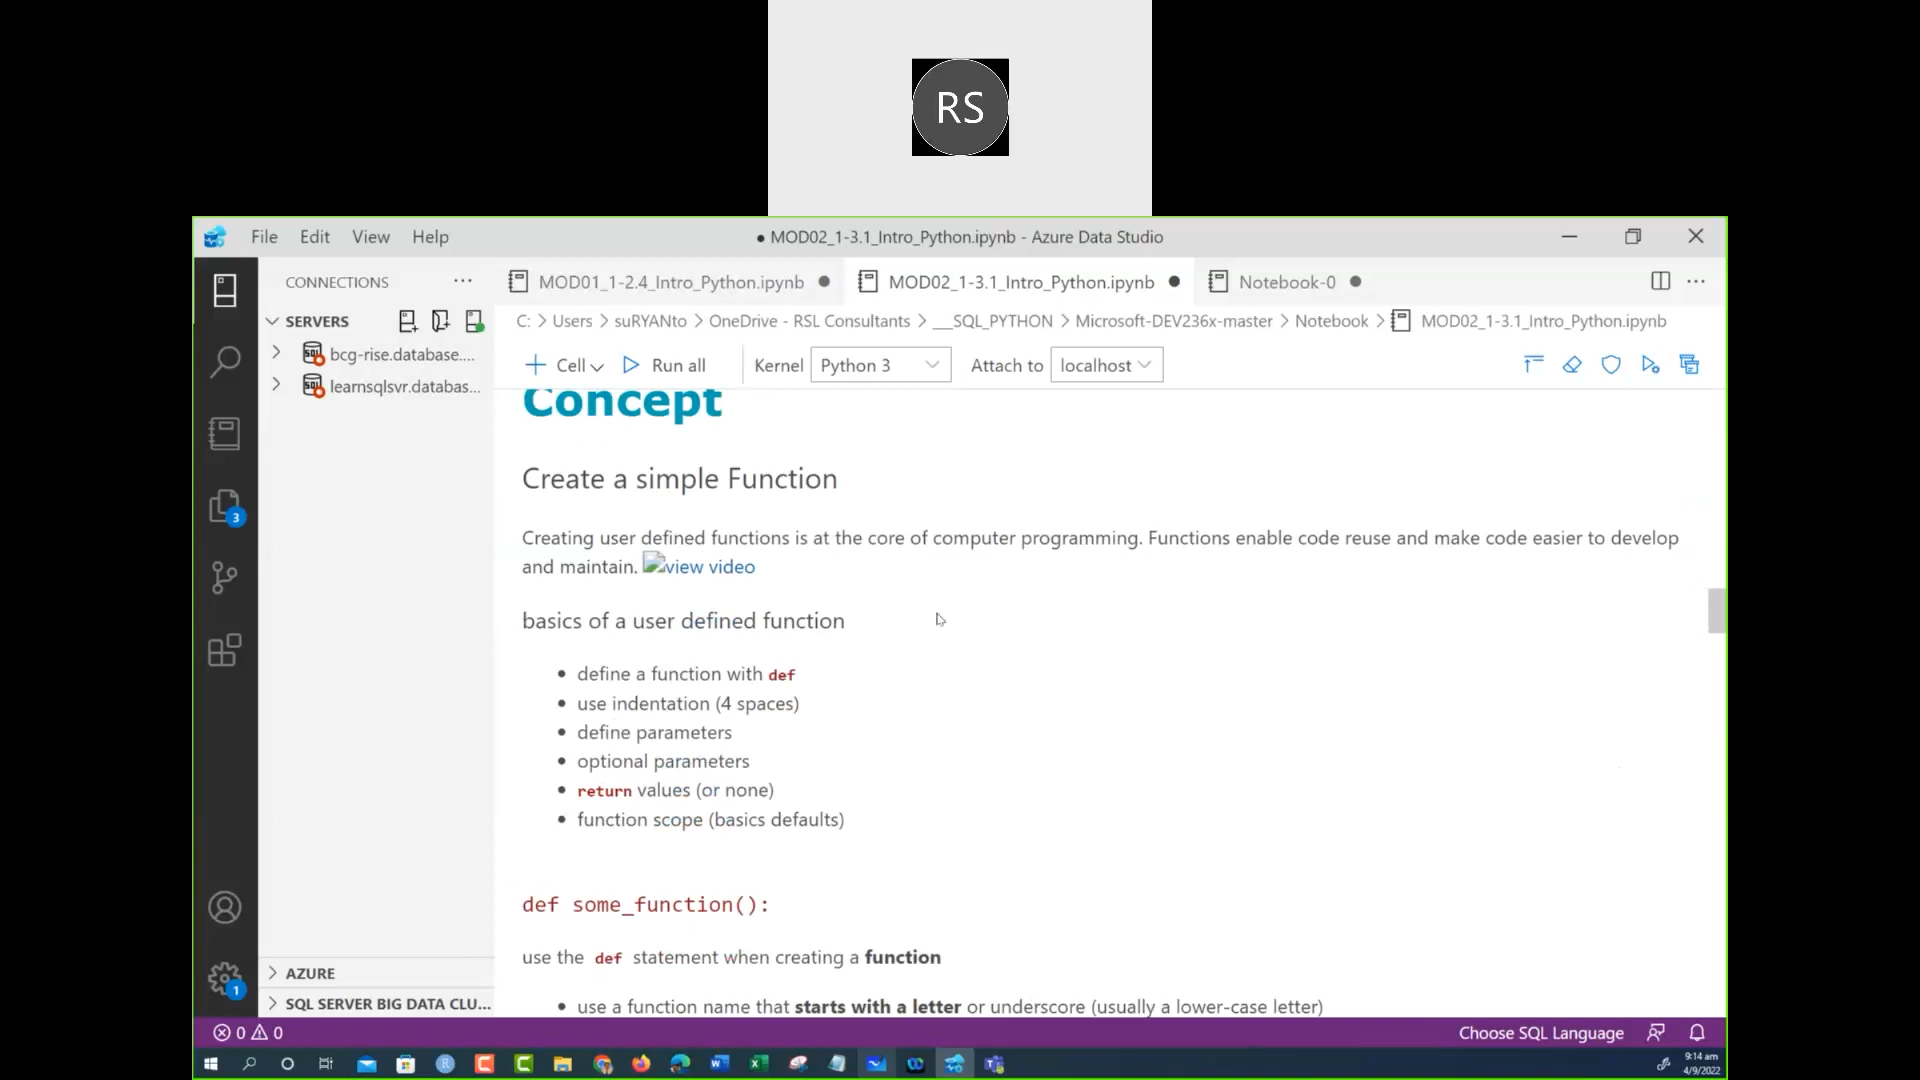 RS
File Edit View Help
● MOD02_1-3.1_Intro_Python.ipynb - Azure Data Studio
CONNECTIONS
MOD01_1-2.4_Intro_Python.ipynb
MOD02_1-3.1_Intro_Python.ipynb
Notebook-0
SERVERS
C: > Users > suRYANto > OneDrive - RSL Consultants > __SQL_PYTHON > Microsoft-DEV236x-master > Notebook > MOD02_1-3.1_Intro_Python.ipynb
bcg-rise.database....
learnsqlsvr.databas...
Cell Run all Kernel Python 3 Attach to localhost
Concept
Create a simple Function
Creating user defined functions is at the core of computer programming. Functions enable code reuse and make code easier to develop
and maintain. view video
basics of a user defined function
• define a function with def
• use indentation (4 spaces)
• define parameters
• optional parameters
• return values (or none)
• function scope (basics defaults)
def some_function():
use the def statement when creating a function
• use a function name that starts with a letter or underscore (usually a lower-case letter)
3
1
AZURE
SQL SERVER BIG DATA CLU...
0 0
Choose SQL Language
9:14 am
4/9/2022